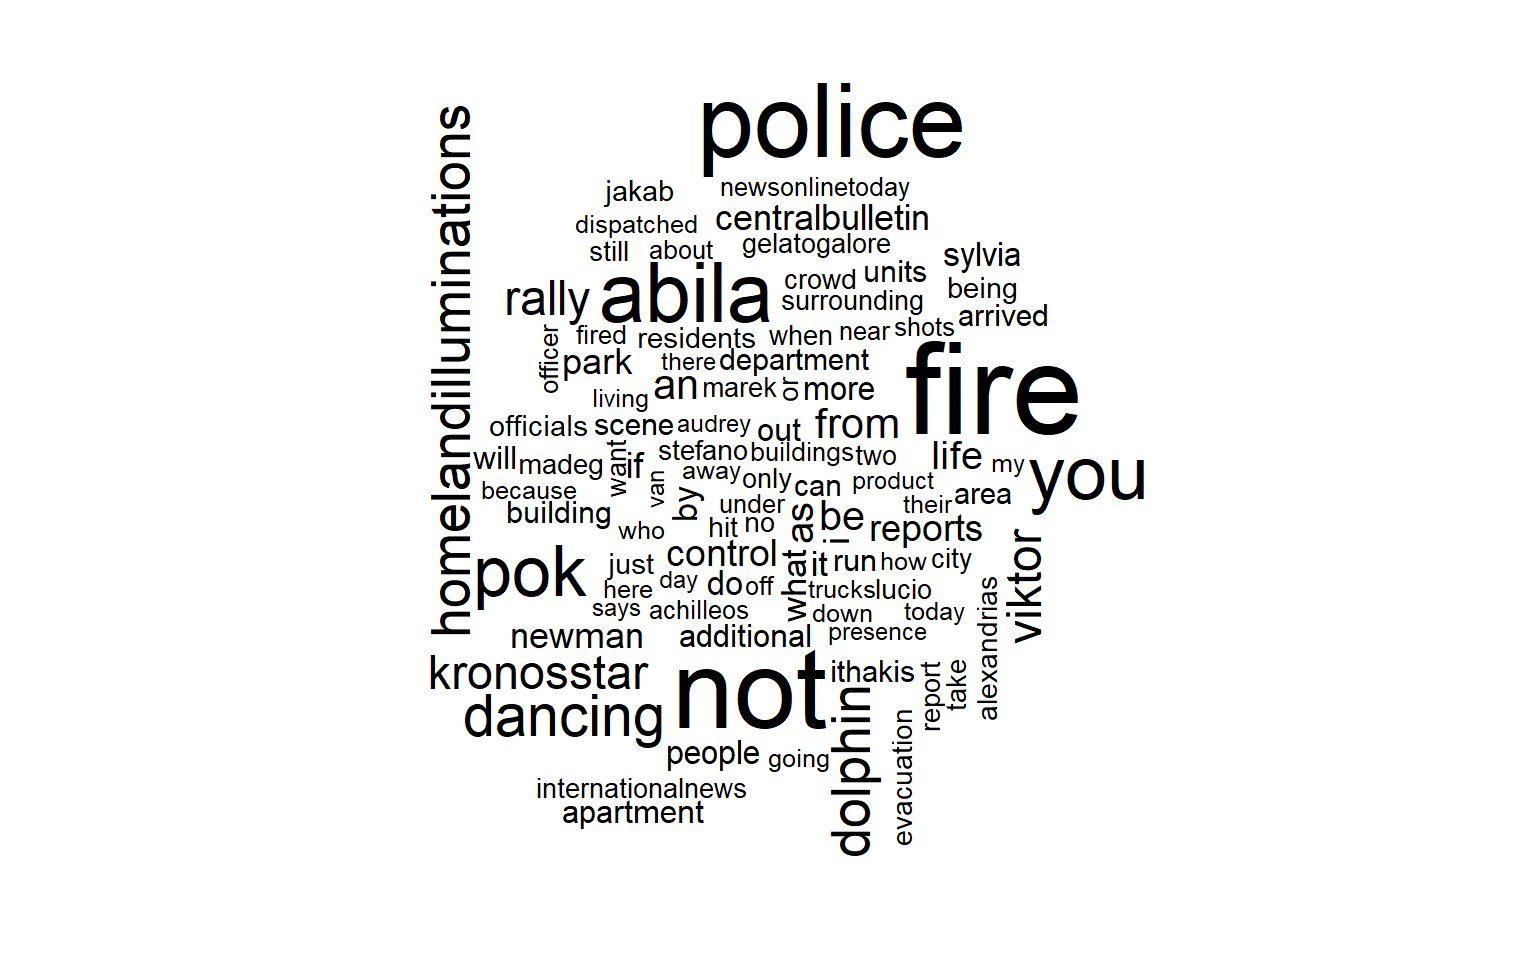 police
homelandilluminations
jakab
newsonlinetoday
dispatched
centralbulletin
still
about
gelatogalore
sylvia
rally
abila
crowd
units
being
surrounding
arrived
officer
fired
residents
when
near
shots
park
there
department
fire
living
an
marek
or
more
officials
scene
audrey
out
from
will
madeg
want
if
stefano
buildings
two
life
my
you
because
van
away
only
can
product
their
area
building
by
under
who
hit
no
as
be
i
reports
viktor
pok
just
control
what
it
run
how
city
here
day
do
off
trucks
lucio
says
achilleos
down
today
alexandrias
newman
additional
presence
kronosstar
not
ithakis
report
take
dancing
dolphin
evacuation
people
going
internationalnews
apartment